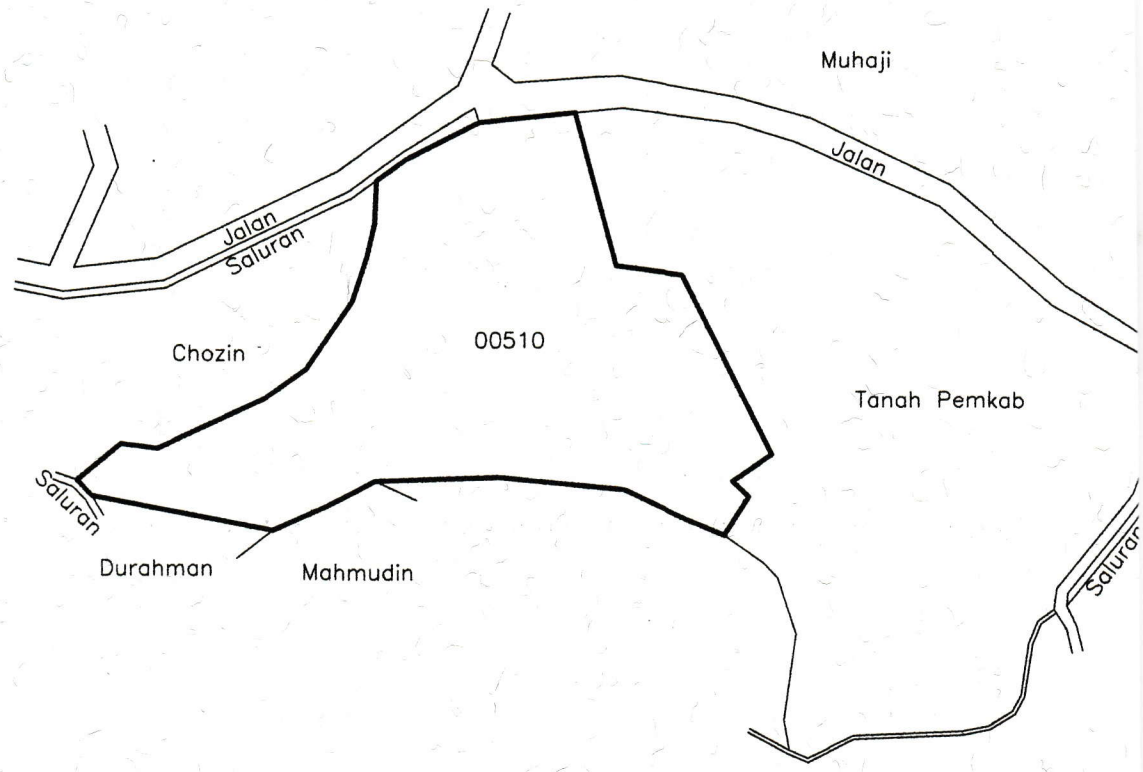 Muhaji
Jalan
Jalan
Saluran
00510
Chozin
Tanah Pemkab
Saluran
Saluran
Durahman
Mahmudin